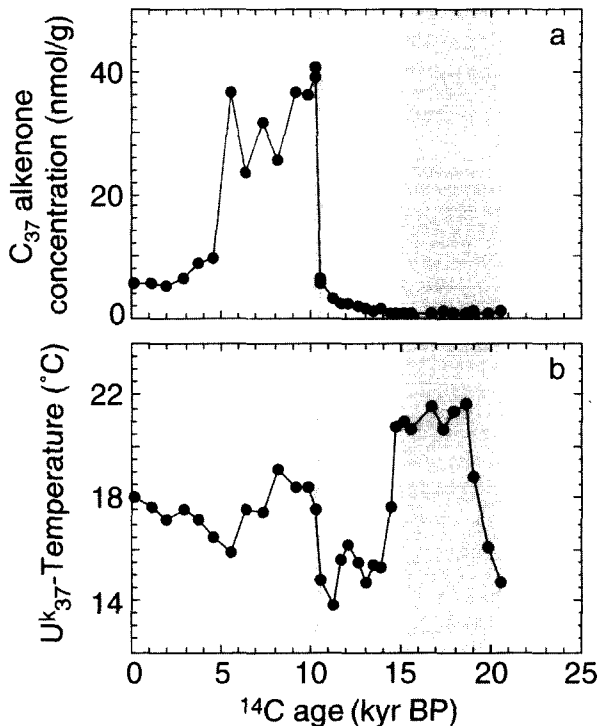 a
40
20
0
C37 alkenone
concentration (nmol/g)
b
22
18
14
Uk37-Temperature (°C)
0 5 10 15 20 25
14C age (kyr BP)